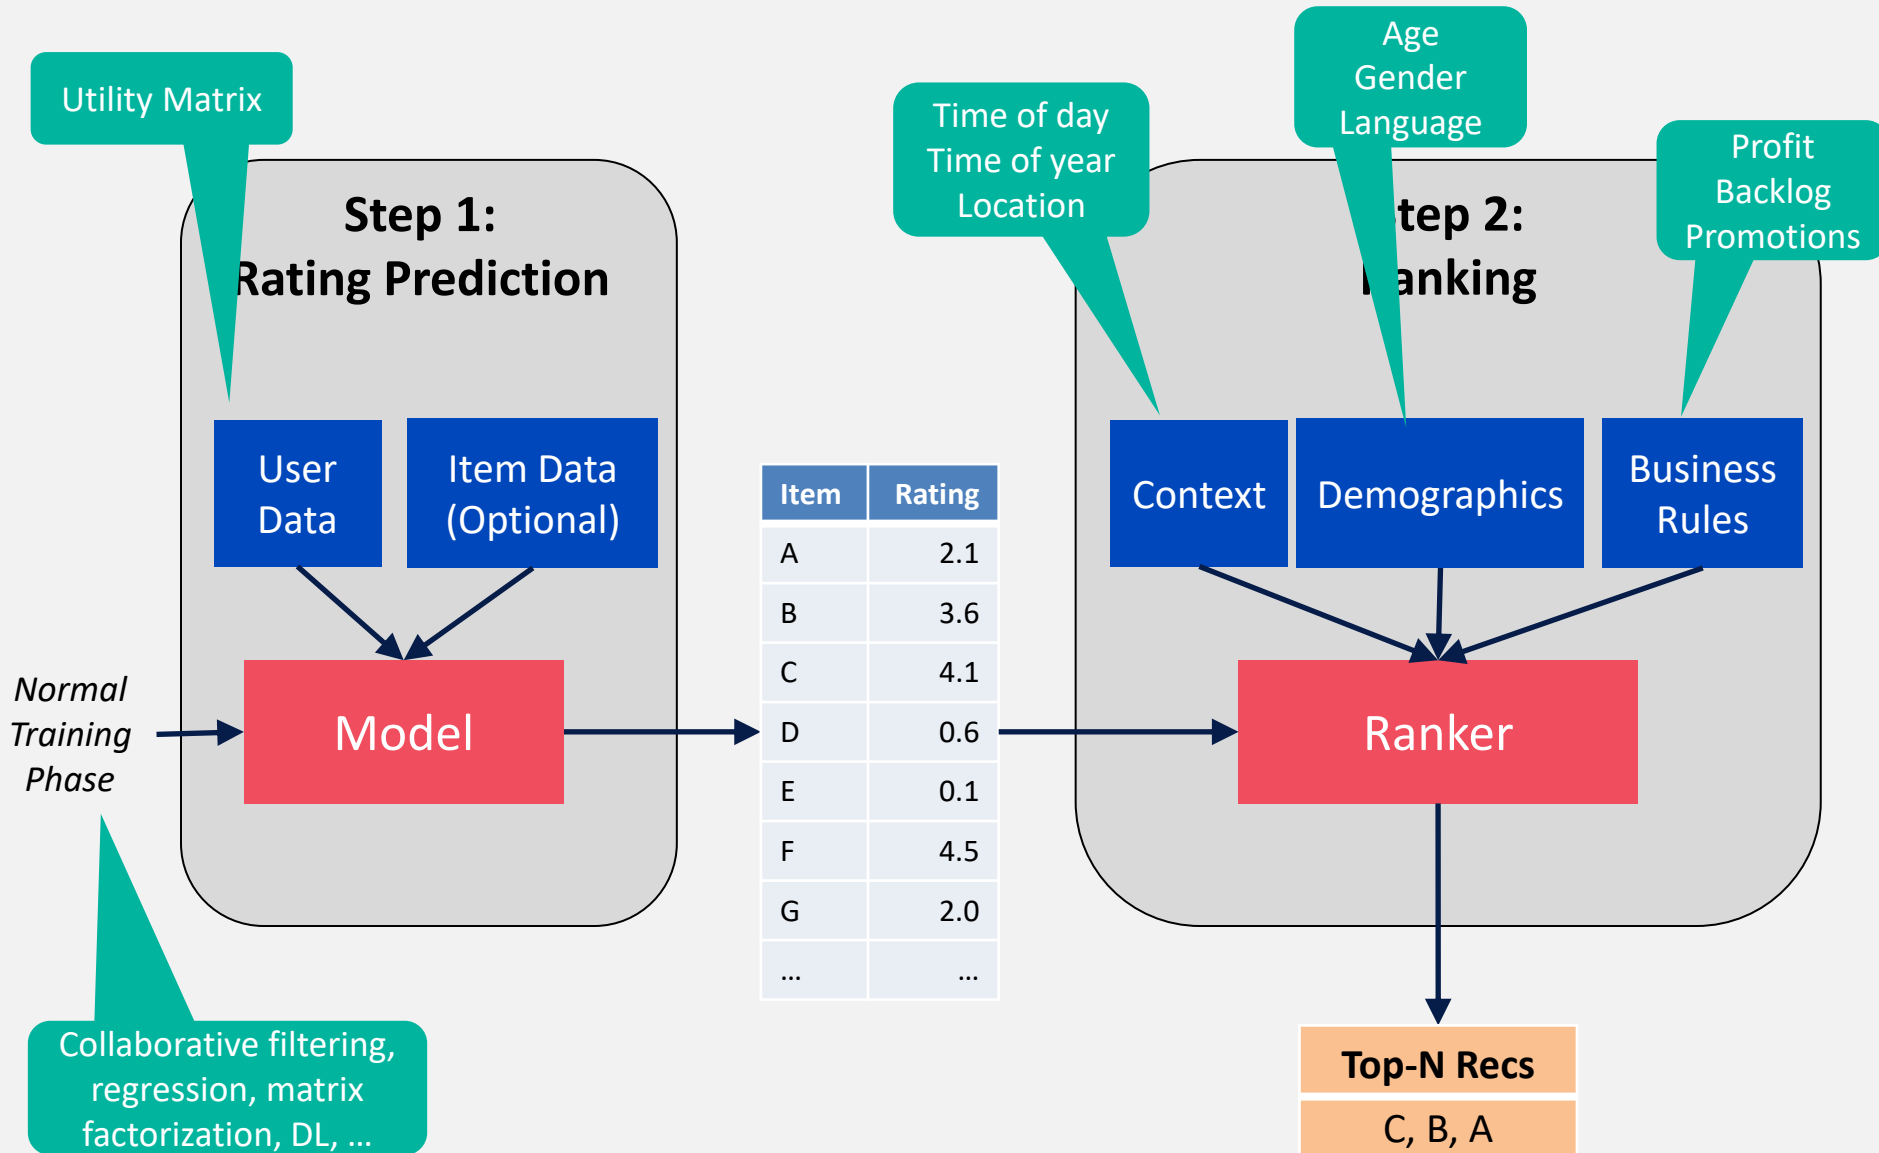 Utility Matrix
Step 1:
Rating Prediction
User
Data
Item Data
(Optional)
Normal
Training
Phase
Model
Collaborative filtering,
regression, matrix
factorization, DL, ...
Item Rating
A 2.1
B 3.6
C 4.1
D 0.6
E 0.1
F 4.5
G 2.0
... ...
Time of day
Time of year
Location
Age
Gender
Language
Profit
Backlog
Promotions
Step 2:
Ranking
Context
Demographics
Business
Rules
Ranker
Top-N Recs
C, B, A